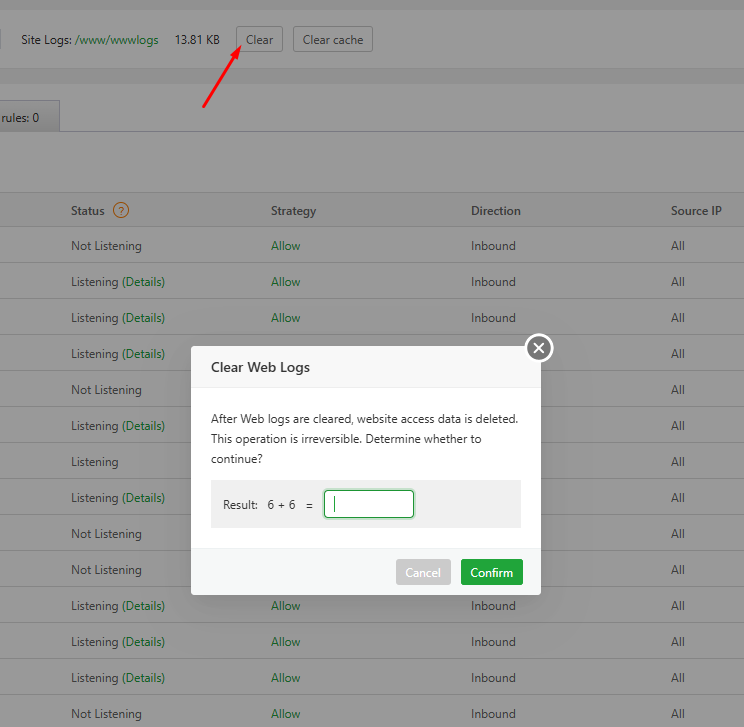 Site Logs: /www/wwwlogs 13.81 KB Clear Clear cache
rules: 0
Status ? Strategy Direction Source IP
Not Listening Allow Inbound All
Listening (Details) Allow Inbound All
Listening (Details) Allow Inbound All
Listening (Details) All
Not Listening All
Listening (Details) All
Listening All
Listening (Details) All
Not Listening All
Not Listening All
Clear Web Logs
After Web logs are cleared, website access data is deleted.
This operation is irreversible. Determine whether to
continue?
Result: 6 + 6 =
Cancel Confirm
Listening (Details) Allow Inbound All
Listening (Details) Allow Inbound All
Listening (Details) Allow Inbound All
Not Listening Allow Inbound All